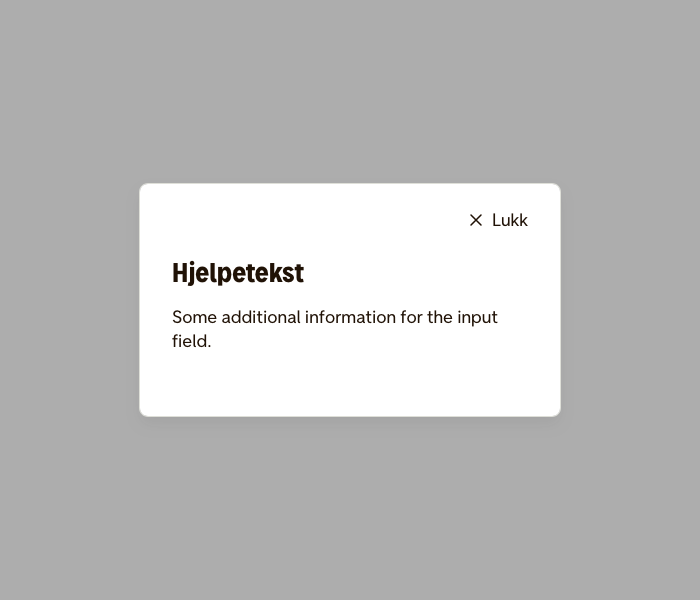 Lukk
Hjelpetekst
Some additional information for the input
field.